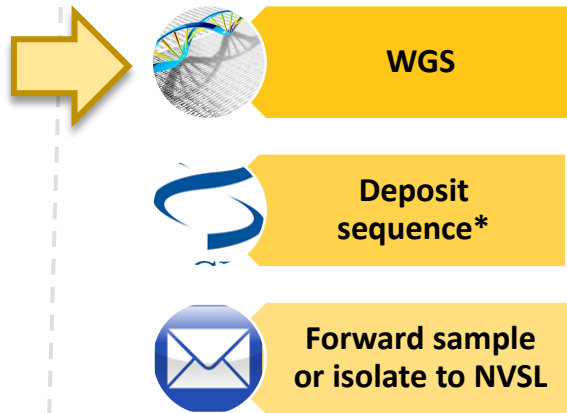 WGS
Deposit
sequence*
Forward sample
or isolate to NVSL